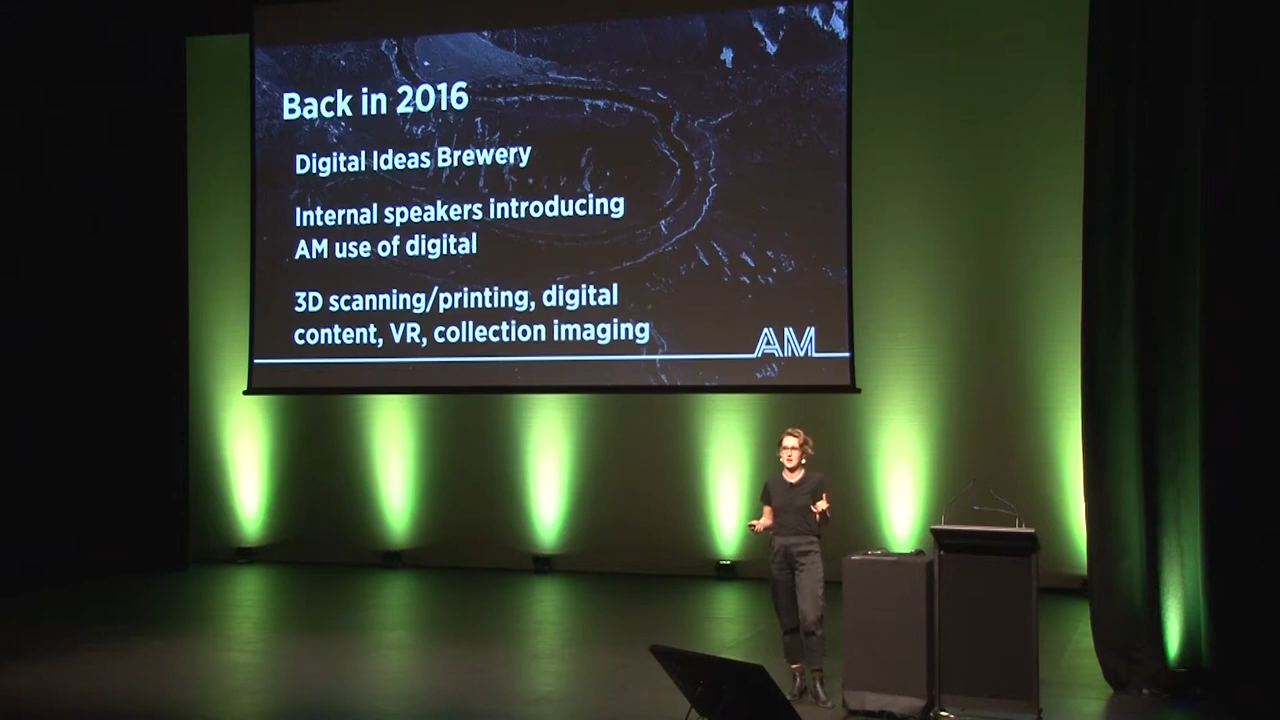 Back in 2016
Digital Ideas Brewery
Internal speakers introducing
AM use of digital
3D scanning/printing, digital
content, VR, collection imaging
AM